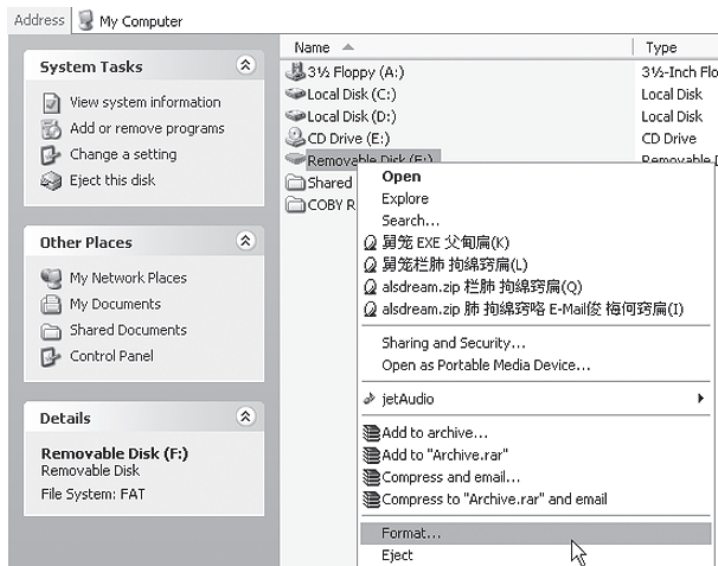 Address My Computer
System Tasks
View system information
Add or remove programs
Change a setting
Eject this disk
Other Places
My Network Places
My Documents
Shared Documents
Control Panel
Details
Removable Disk (F:)
Removable Disk
File System: FAT
Name Type
3½ Floppy (A:) 3½-Inch Flo
Local Disk (C:) Local Disk
Local Disk (D:) Local Disk
CD Drive (E:) CD Drive
Removable Disk (F:) Removable D
Shared
COBY R
Open
Explore
Search...
舅笼 EXE 父甸扁(K)
舅笼栏肺 拘绵窍扁(L)
alsdream.zip 栏肺 拘绵窍扁(Q)
alsdream.zip 肺 拘绵窍咯 E-Mail俊 梅何窍扁(I)
Sharing and Security...
Open as Portable Media Device...
jetAudio
Add to archive...
Add to "Archive.rar"
Compress and email...
Compress to "Archive.rar" and email
Format...
Eject